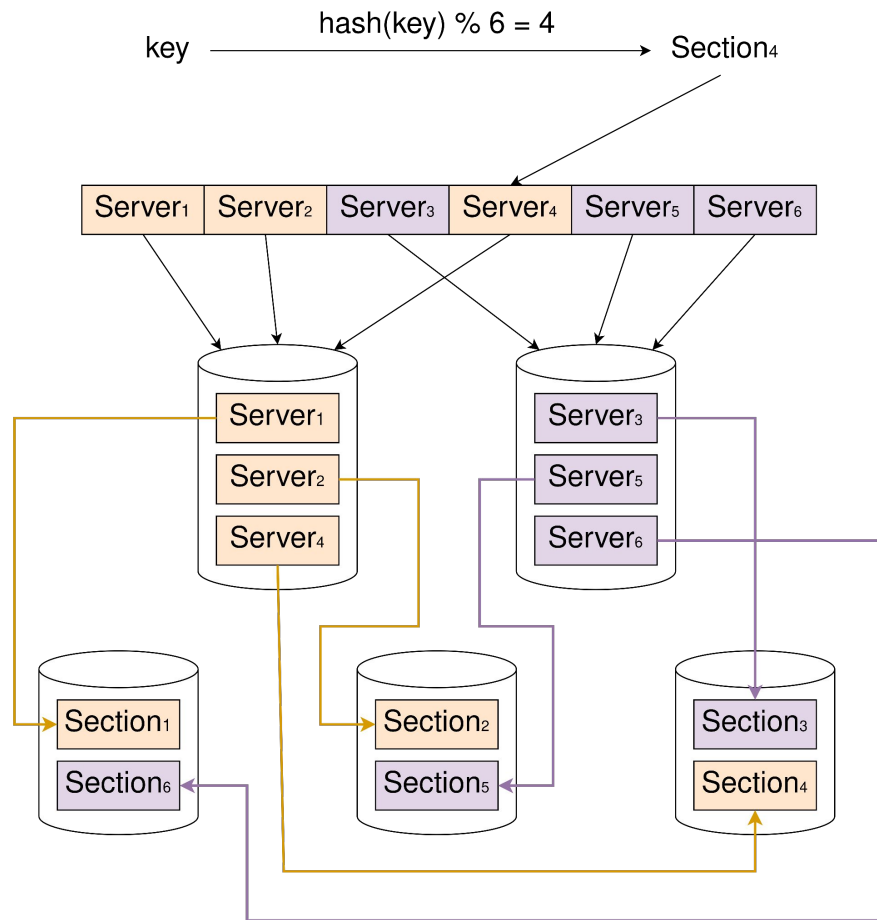 hash(key) % 6 = 4
key
Section₄
Server₁ Server₂ Server₃ Server₄ Server₅ Server₆
Server₁
Server₂
Server₄
Server₃
Server₅
Server₆
Section₁
Section₆
Section₂
Section₅
Section₃
Section₄